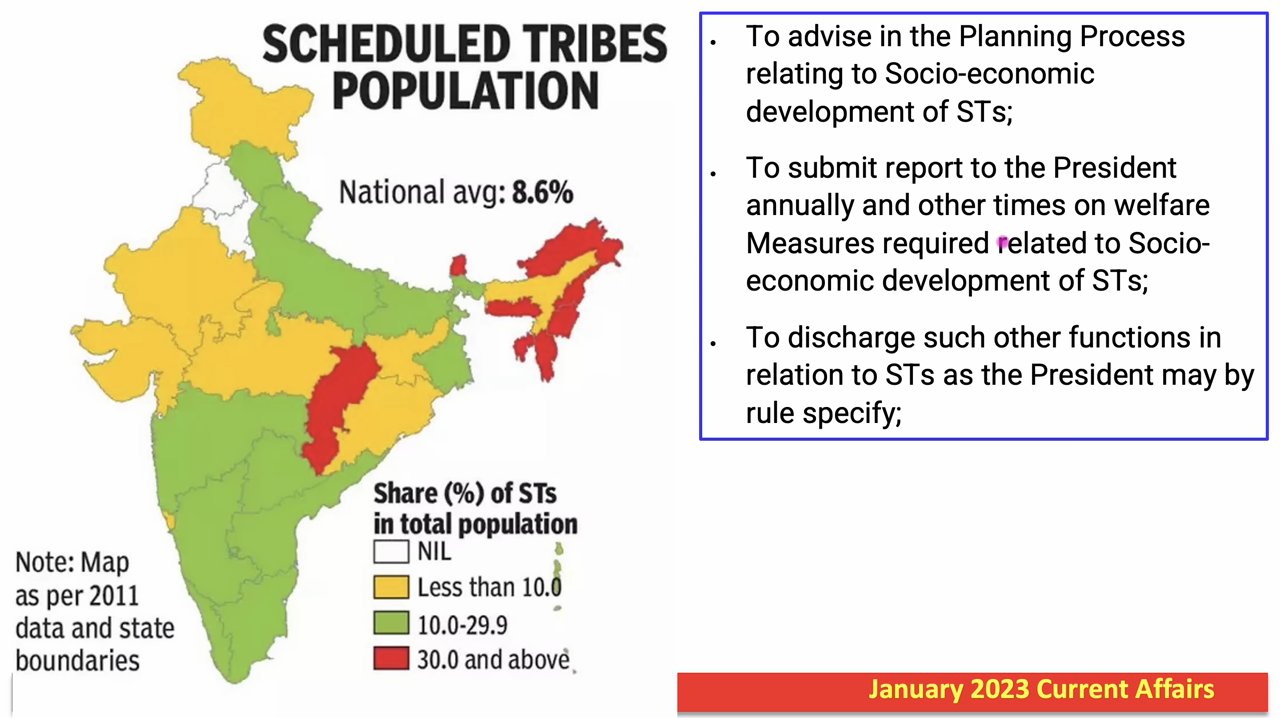 SCHEDULED TRIBES
POPULATION
National avg: 8.6%
Share (%) of STs
in total population
NIL
Less than 10.0
10.0-29.9
30.0 and above
Note: Map
as per 2011
data and state
boundaries
• To advise in the Planning Process
relating to Socio-economic
development of STs;
• To submit report to the President
annually and other times on welfare
Measures required related to Socio-
economic development of STs;
• To discharge such other functions in
relation to STs as the President may by
rule specify;
January 2023 Current Affairs